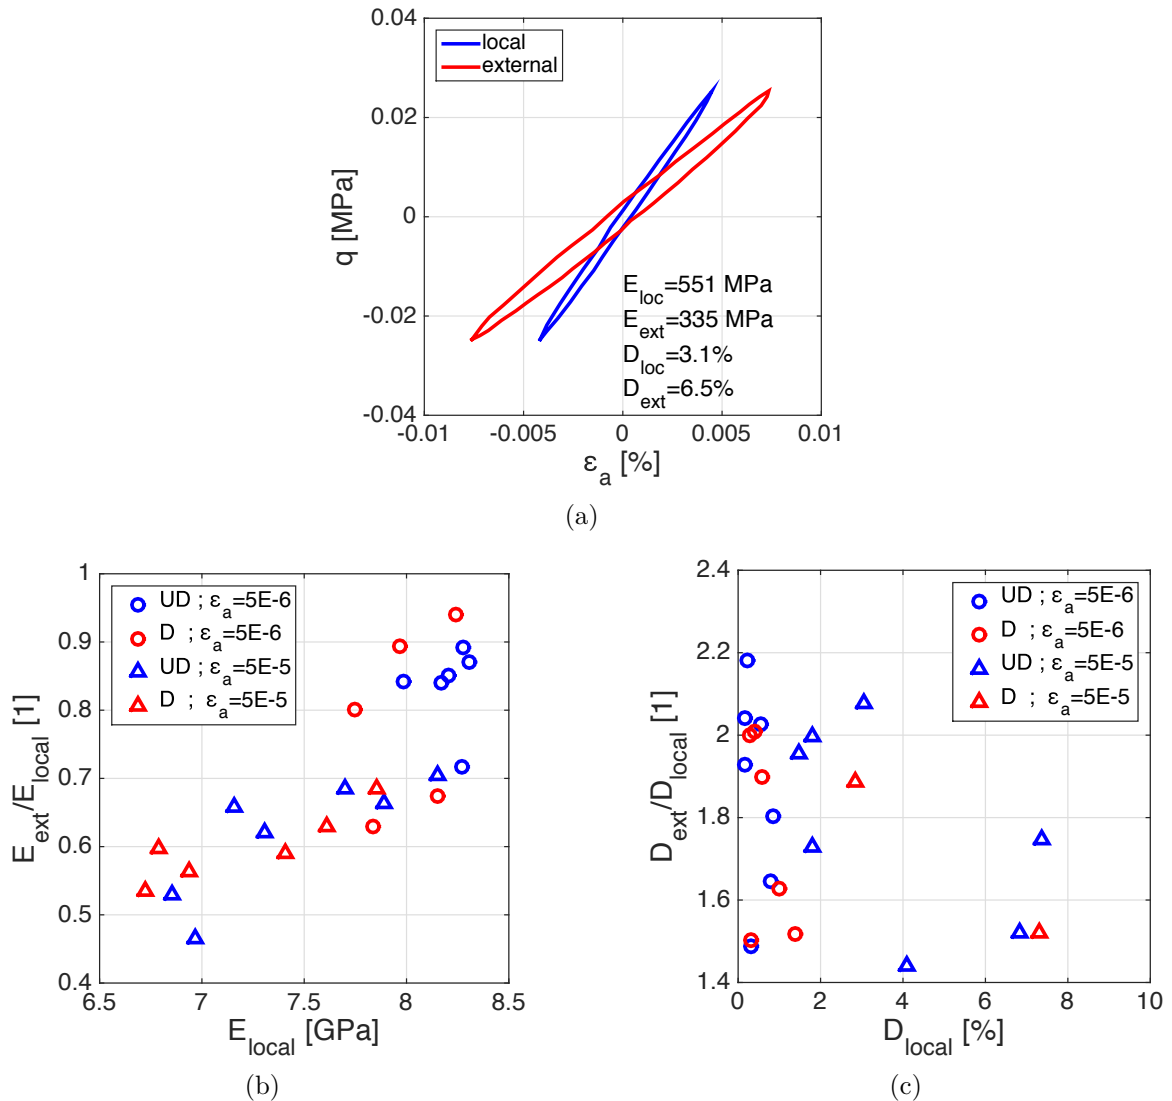 0.04
local
external
0.02
0
-0.02
-0.04
q [MPa]
E_loc=551 MPa
E_ext=335 MPa
D_loc=3.1%
D_ext=6.5%
-0.01 -0.005 0 0.005 0.01
ε_a [%]
(a)
1
0.9
0.8
0.7
0.6
0.5
0.4
E_ext/E_local [1]
UD ; ε_a=5E-6
D ; ε_a=5E-6
UD ; ε_a=5E-5
D ; ε_a=5E-5
6.5 7 7.5 8 8.5
E_local [GPa]
(b)
2.4
2.2
2
1.8
1.6
1.4
D_ext/D_local [1]
UD ; ε_a=5E-6
D ; ε_a=5E-6
UD ; ε_a=5E-5
D ; ε_a=5E-5
0 2 4 6 8 10
D_local [%]
(c)